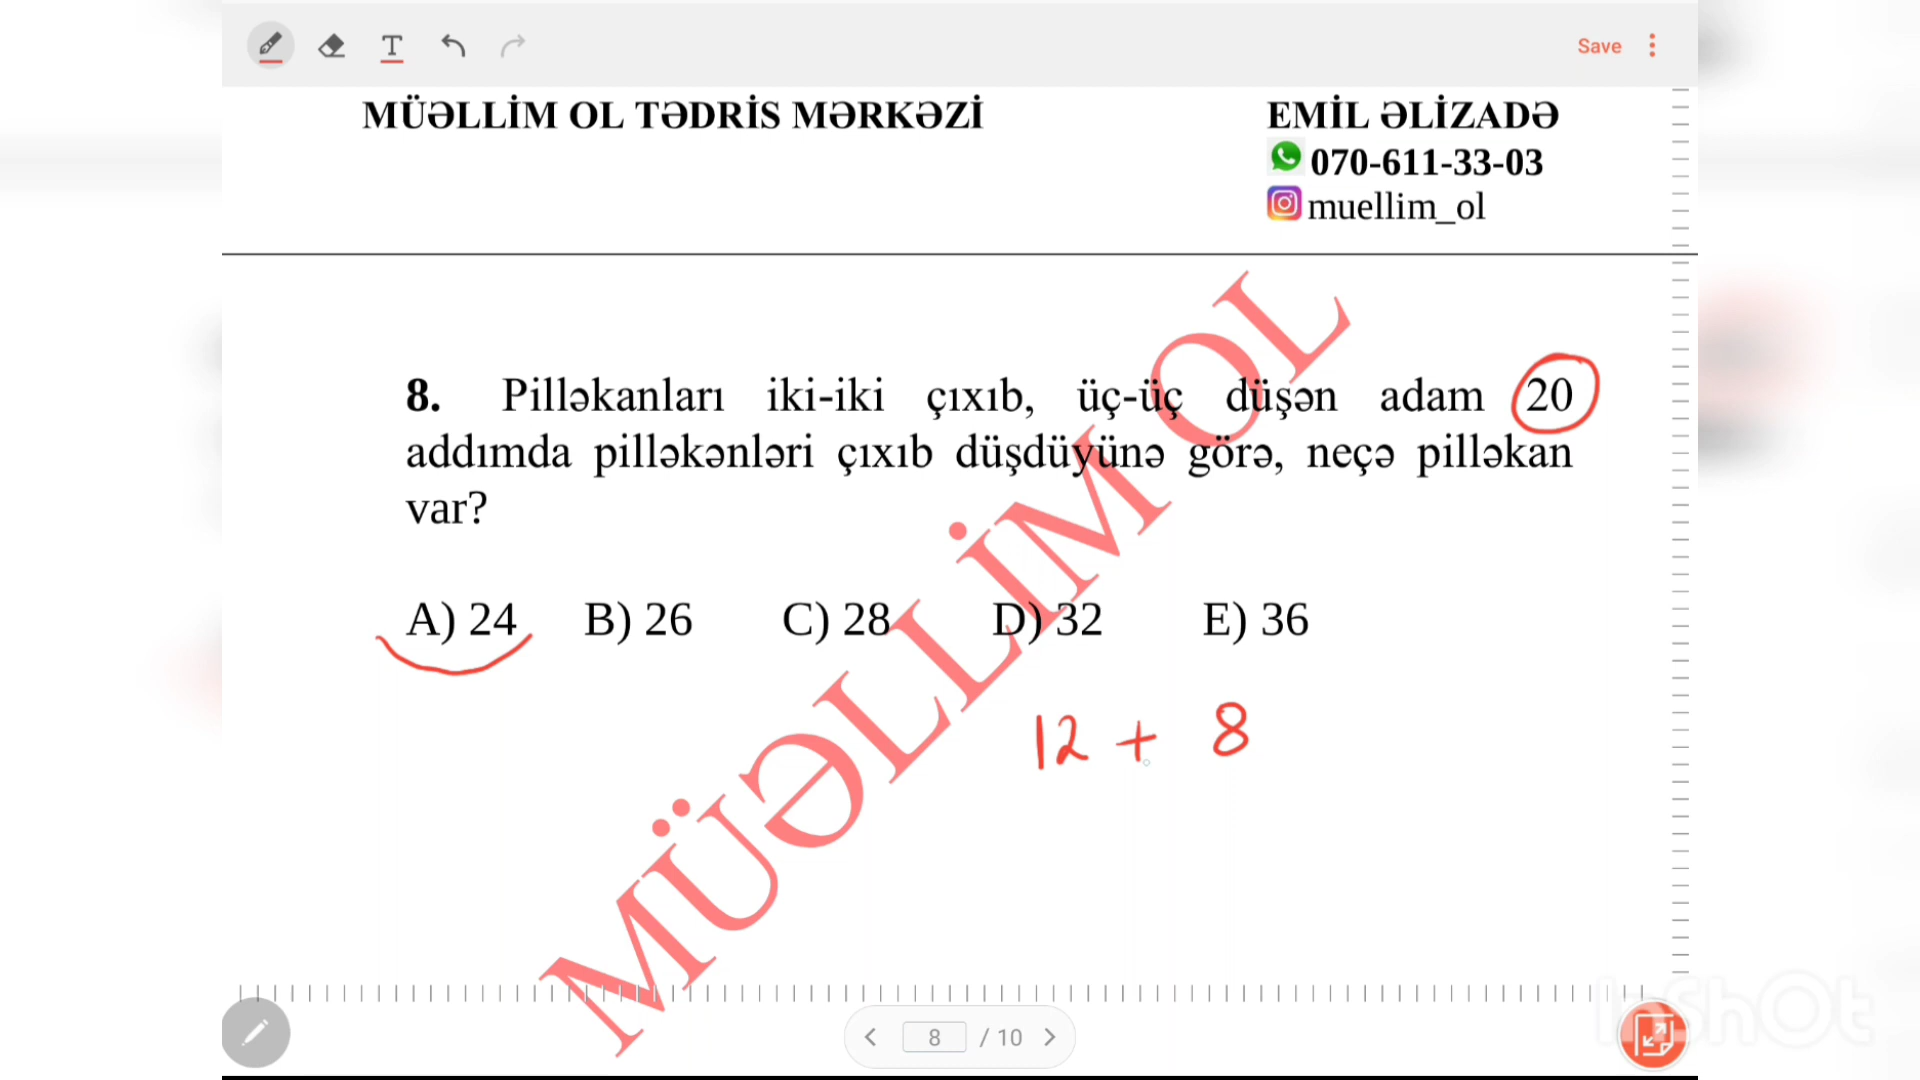 Save
MÜƏLLİM OL TƏDRİS MƏRKƏZİ
EMİL ƏLİZADƏ
070-611-33-03
muellim_ol
8. Pilləkanları iki-iki çıxıb, üç-üç düşən adam 20
addımda pilləkənləri çıxıb düşdüyünə görə, neçə pilləkan
var?
A) 24 B) 26 C) 28 D) 32 E) 36
12 + 8
MÜƏLLİM OL
8 / 10
InShOt